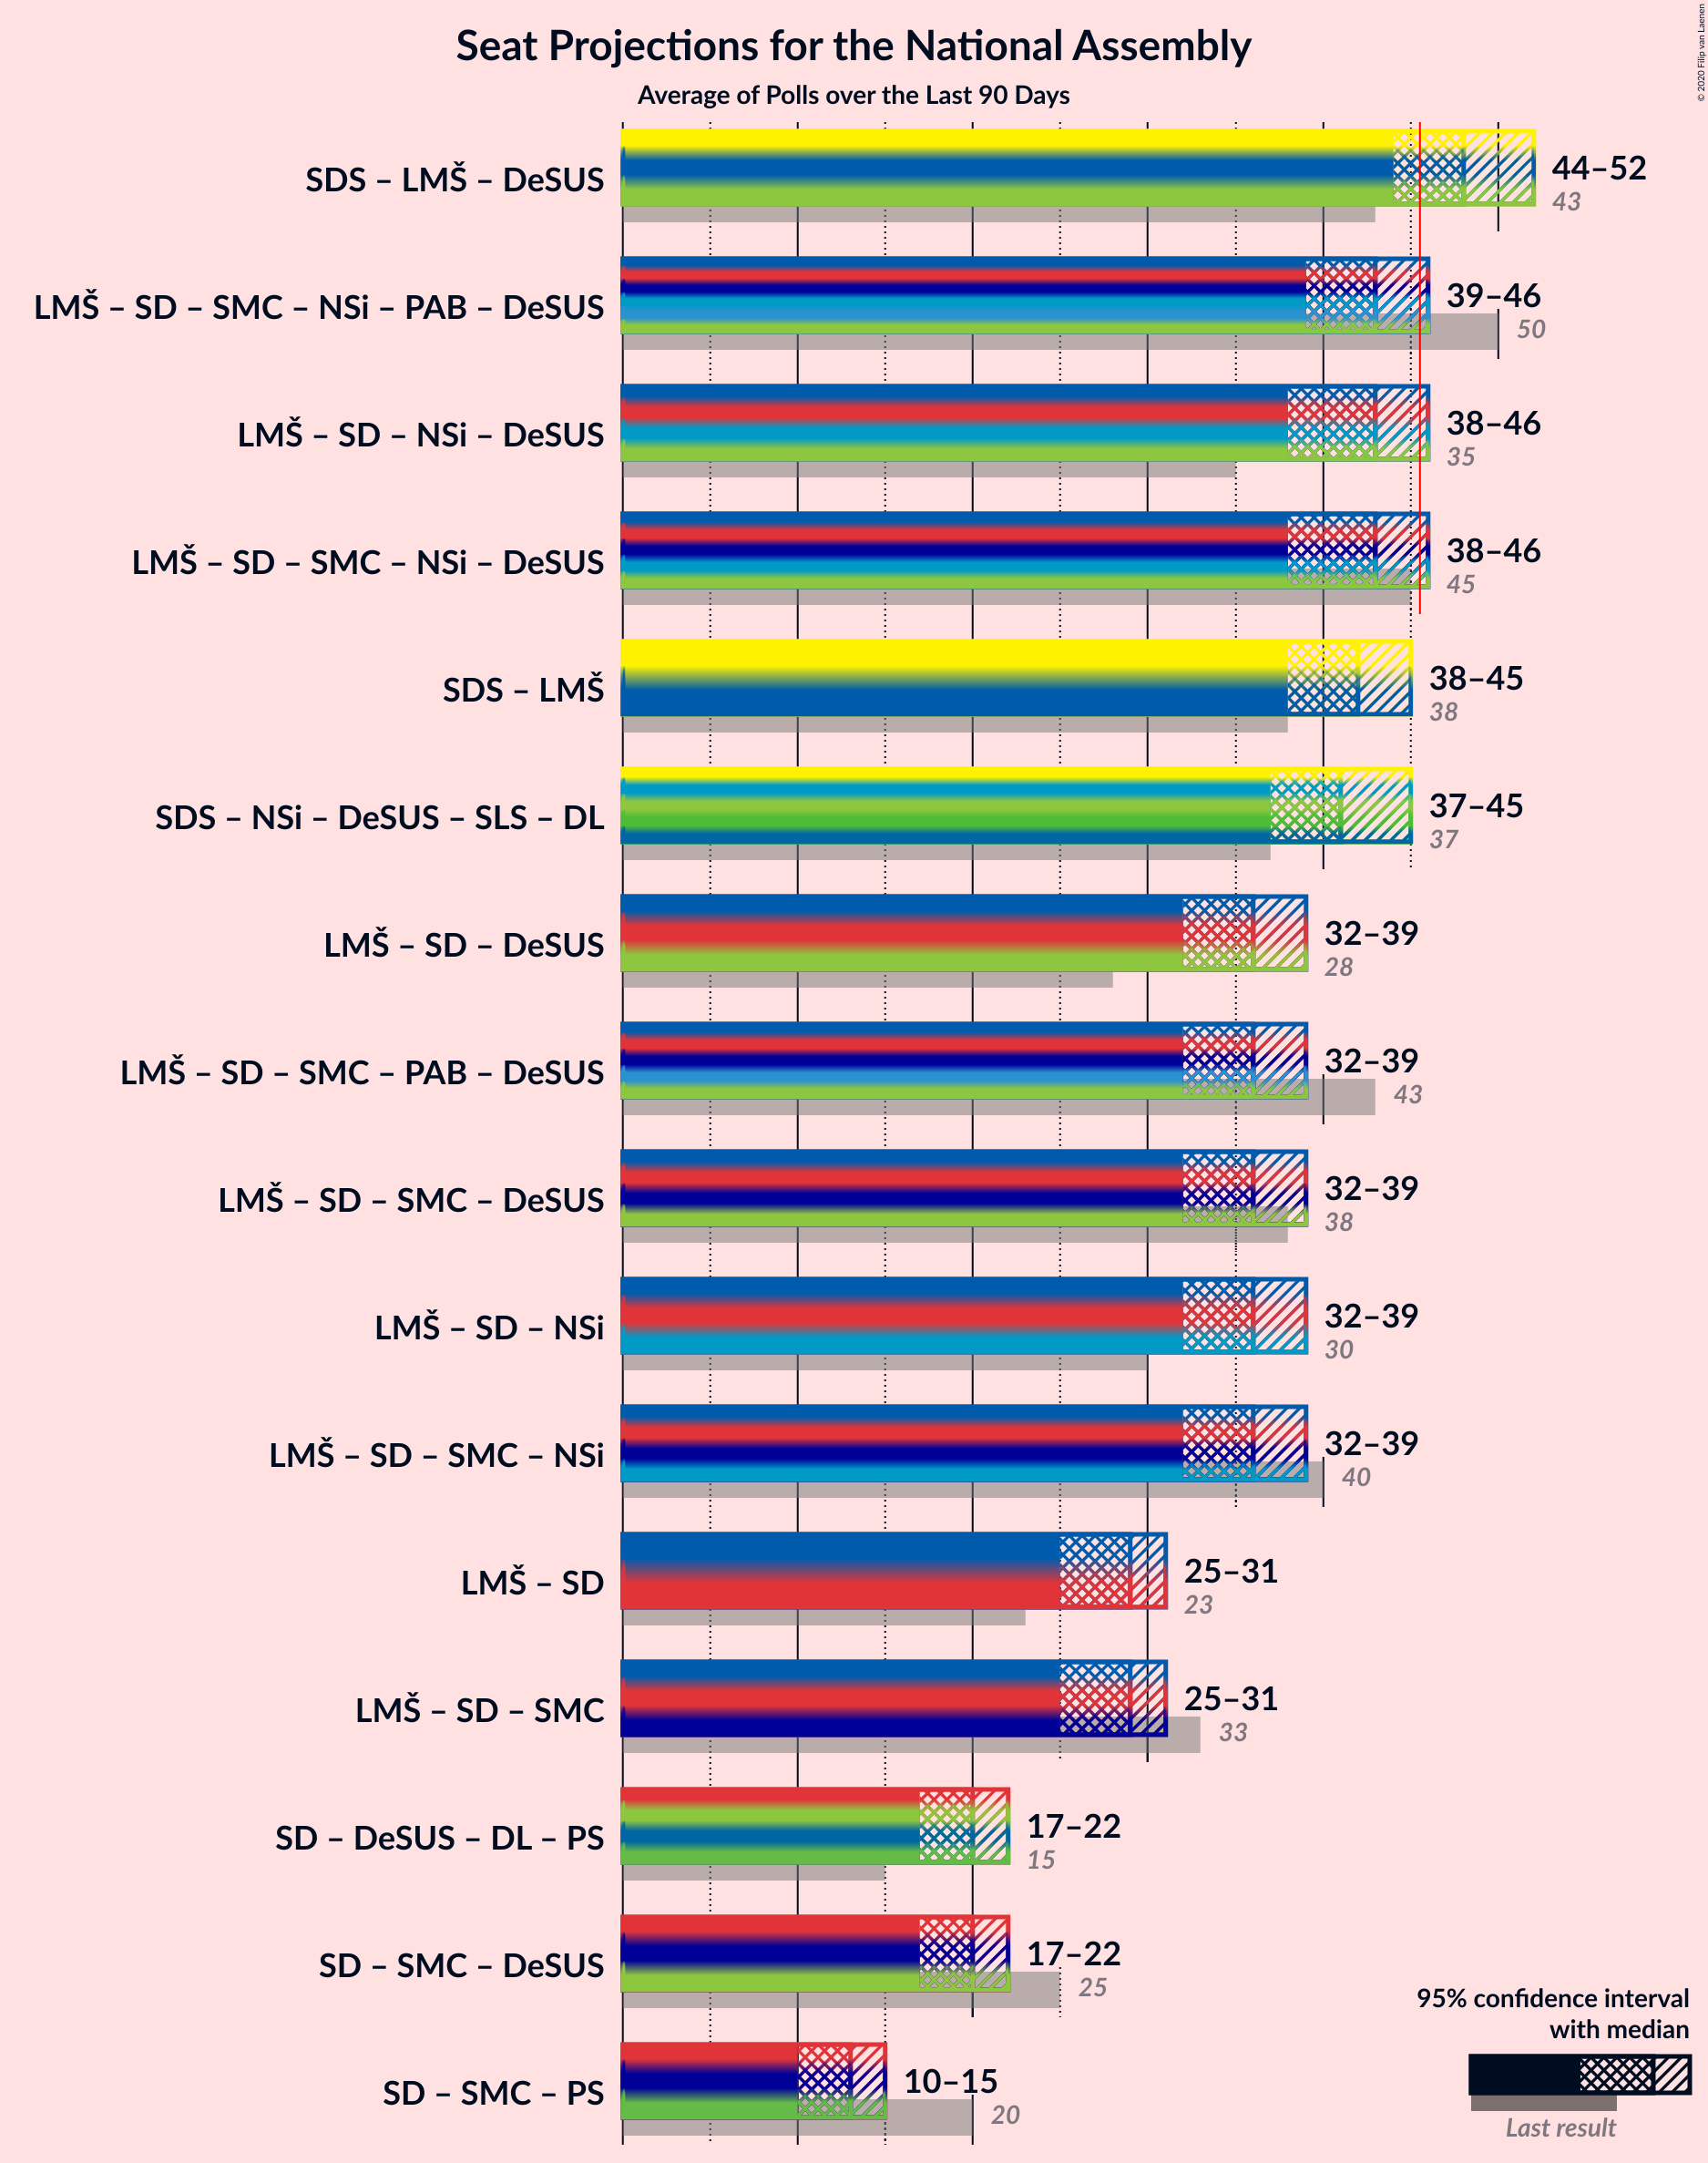 Seat Projections for the National Assembly
Average of Polls over the Last 90 Days
© 2020 Filip van Laenen
SDS – LMŠ – DeSUS
44–52
43
LMŠ – SD – SMC – NSi – PAB – DeSUS
39–46
50
LMŠ – SD – NSi – DeSUS
38–46
35
LMŠ – SD – SMC – NSi – DeSUS
38–46
45
SDS – LMŠ
38–45
38
SDS – NSi – DeSUS – SLS – DL
37–45
37
LMŠ – SD – DeSUS
32–39
28
LMŠ – SD – SMC – PAB – DeSUS
32–39
43
LMŠ – SD – SMC – DeSUS
32–39
38
LMŠ – SD – NSi
32–39
30
LMŠ – SD – SMC – NSi
32–39
40
LMŠ – SD
25–31
23
LMŠ – SD – SMC
25–31
33
SD – DeSUS – DL – PS
17–22
15
SD – SMC – DeSUS
17–22
25
SD – SMC – PS
10–15
20
95% confidence interval
with median
Last result